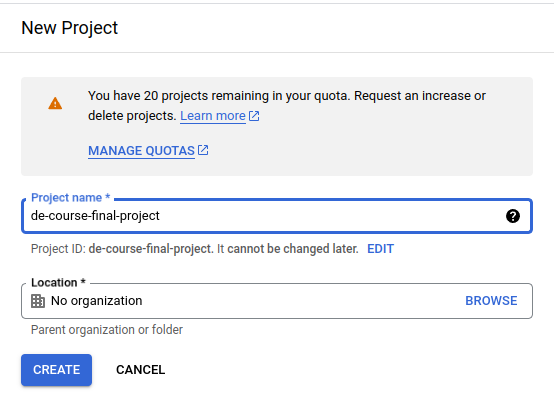 New Project
You have 20 projects remaining in your quota. Request an increase or
delete projects. Learn more
MANAGE QUOTAS
Project name *
de-course-final-project
?
Project ID: de-course-final-project. It cannot be changed later. EDIT
Location *
No organization BROWSE
Parent organization or folder
CREATE CANCEL